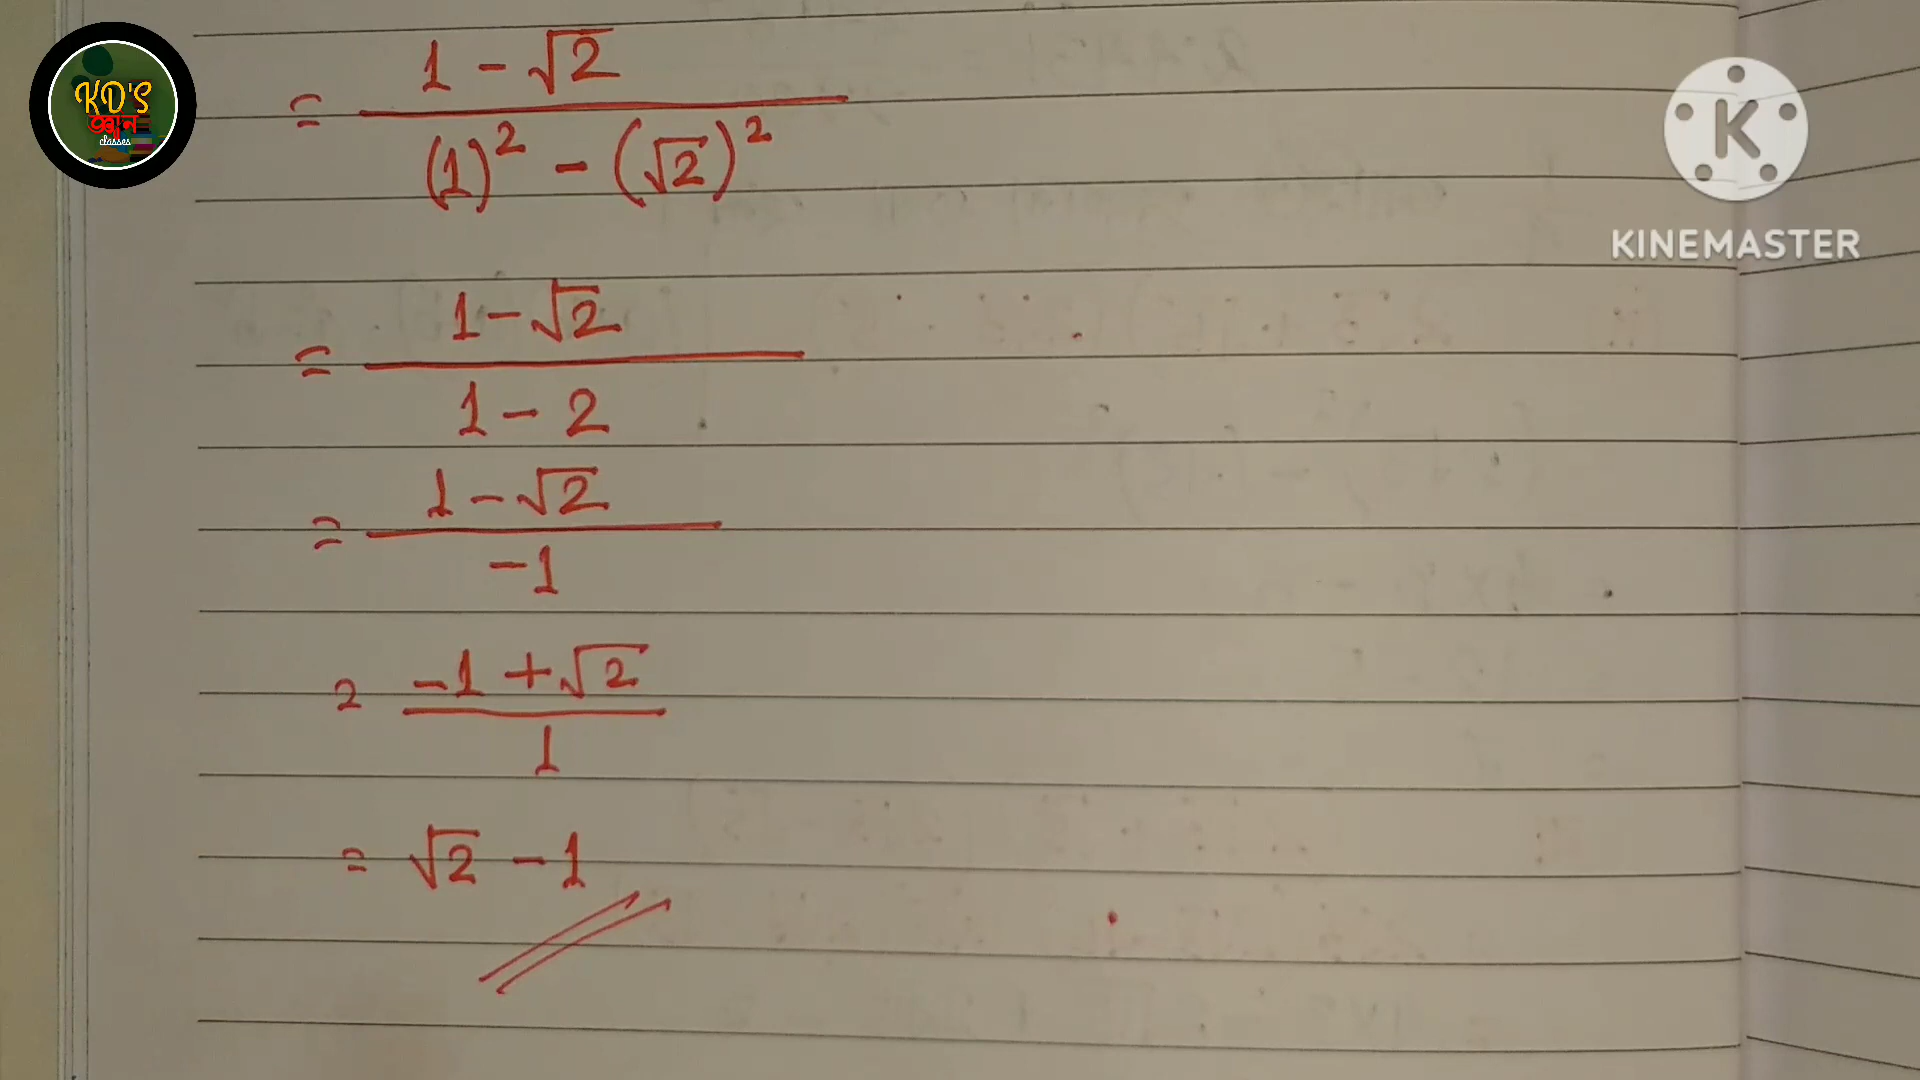 KD'S
জ্ঞান
classes
K
KINEMASTER
= (1 - √2) / ((1)² - (√2)²)
= (1 - √2) / (1 - 2)
= (1 - √2) / -1
= (-1 + √2) / 1
= √2 - 1